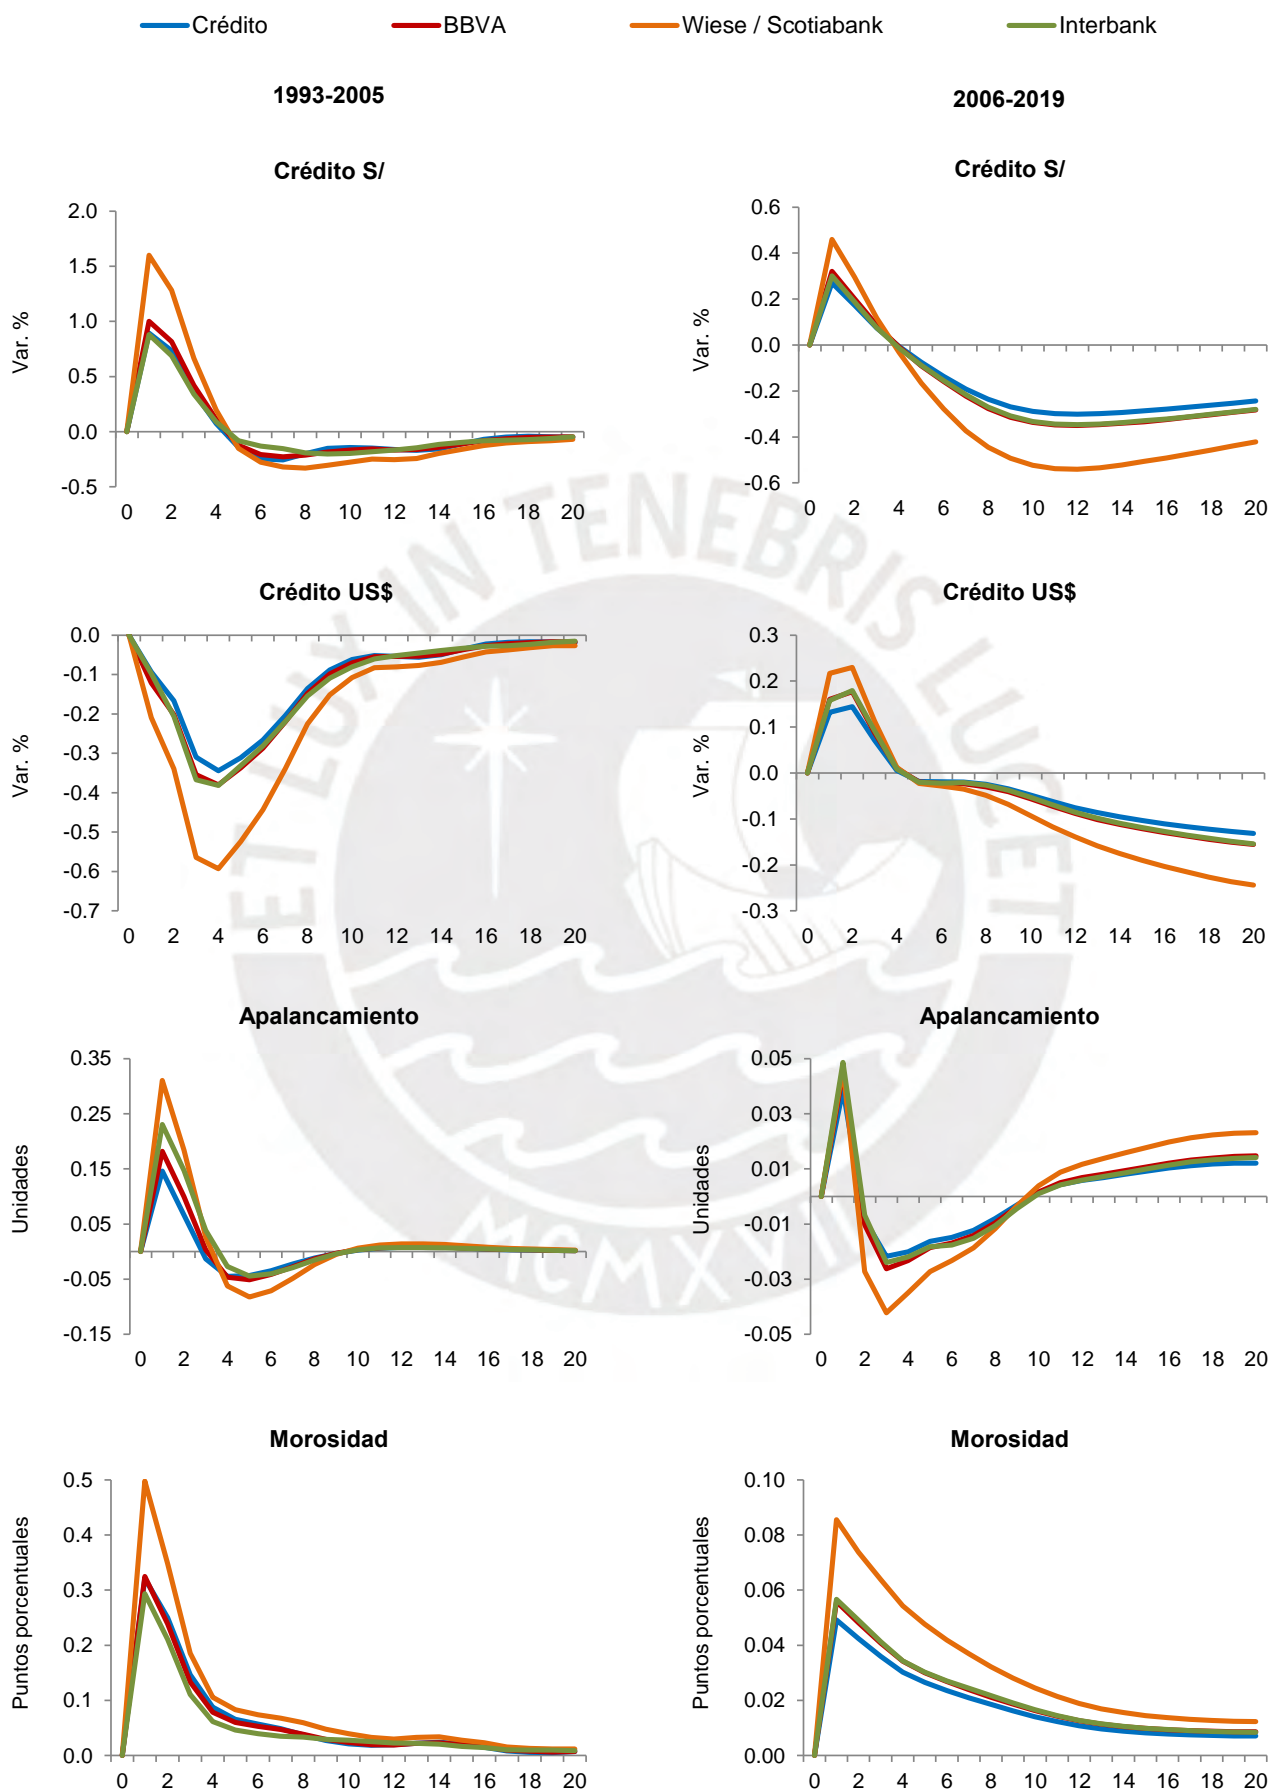 Crédito BBVA Wiese / Scotiabank Interbank
1993-2005 2006-2019
Crédito S/
Var. %
2.0
1.5
1.0
0.5
0.0
-0.5
0 2 4 6 8 10 12 14 16 18 20
Crédito S/
Var. %
0.6
0.4
0.2
0.0
-0.2
-0.4
-0.6
0 2 4 6 8 10 12 14 16 18 20
Crédito US$
Var. %
0.0
-0.1
-0.2
-0.3
-0.4
-0.5
-0.6
-0.7
0 2 4 6 8 10 12 14 16 18 20
Crédito US$
Var. %
0.3
0.2
0.1
0.0
-0.1
-0.2
-0.3
0 2 4 6 8 10 12 14 16 18 20
Apalancamiento
Unidades
0.35
0.25
0.15
0.05
-0.05
-0.15
0 2 4 6 8 10 12 14 16 18 20
Apalancamiento
Unidades
0.05
0.03
0.01
-0.01
-0.03
-0.05
0 2 4 6 8 10 12 14 16 18 20
Morosidad
Puntos porcentuales
0.5
0.4
0.3
0.2
0.1
0.0
0 2 4 6 8 10 12 14 16 18 20
Morosidad
Puntos porcentuales
0.10
0.08
0.06
0.04
0.02
0.00
0 2 4 6 8 10 12 14 16 18 20
ET LUX IN TENEBRIS LUCET
MCMXVII